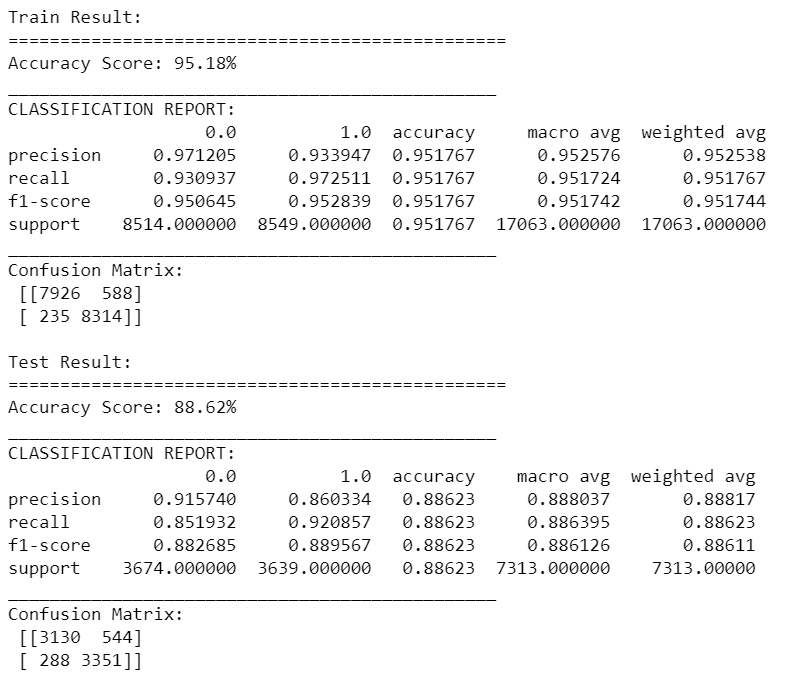 Train Result:
================================================
Accuracy Score: 95.18%
_______________________________________________
CLASSIFICATION REPORT:
                   0.0          1.0  accuracy     macro avg  weighted avg
precision     0.971205     0.933947  0.951767      0.952576      0.952538
recall        0.930937     0.972511  0.951767      0.951724      0.951767
f1-score      0.950645     0.952839  0.951767      0.951742      0.951744
support    8514.000000  8549.000000  0.951767  17063.000000  17063.000000
_______________________________________________
Confusion Matrix:
 [[7926  588]
 [ 235 8314]]

Test Result:
================================================
Accuracy Score: 88.62%
_______________________________________________
CLASSIFICATION REPORT:
                   0.0          1.0  accuracy    macro avg  weighted avg
precision     0.915740     0.860334   0.88623     0.888037       0.88817
recall        0.851932     0.920857   0.88623     0.886395       0.88623
f1-score      0.882685     0.889567   0.88623     0.886126       0.88611
support    3674.000000  3639.000000   0.88623  7313.000000    7313.00000
_______________________________________________
Confusion Matrix:
 [[3130  544]
 [ 288 3351]]